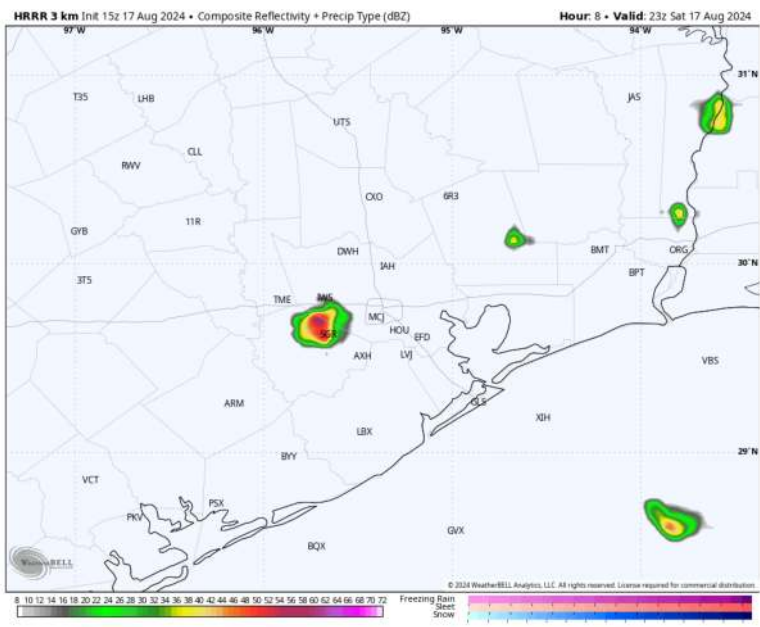 HRRR 3 km Init 15z 17 Aug 2024 • Composite Reflectivity + Precip Type (dBZ) Hour: 8 • Valid: 23z Sat 17 Aug 2024
97°W 96°W 95°W 94°W
31°N
T35 LHB JAS
UTS
CLL
RWV
CXO 6R3
11R
GYB
DWH BMT ORG
IAH
30°N
BPT
3T5
TME IWS
MCJ
HOU
SGR EFD
AXH LVJ
VBS
ARM GLS
XIH
LBX
29°N
BYY
VCT
PSX
PKV
GVX
BQX
WeatherBELL
© 2024 WeatherBELL Analytics, LLC. All rights reserved. License required for commercial distribution.
8 10 12 14 16 18 20 22 24 26 28 30 32 34 36 38 40 42 44 46 48 50 52 54 56 58 60 62 64 66 68 70 72
Freezing Rain
Sleet
Snow